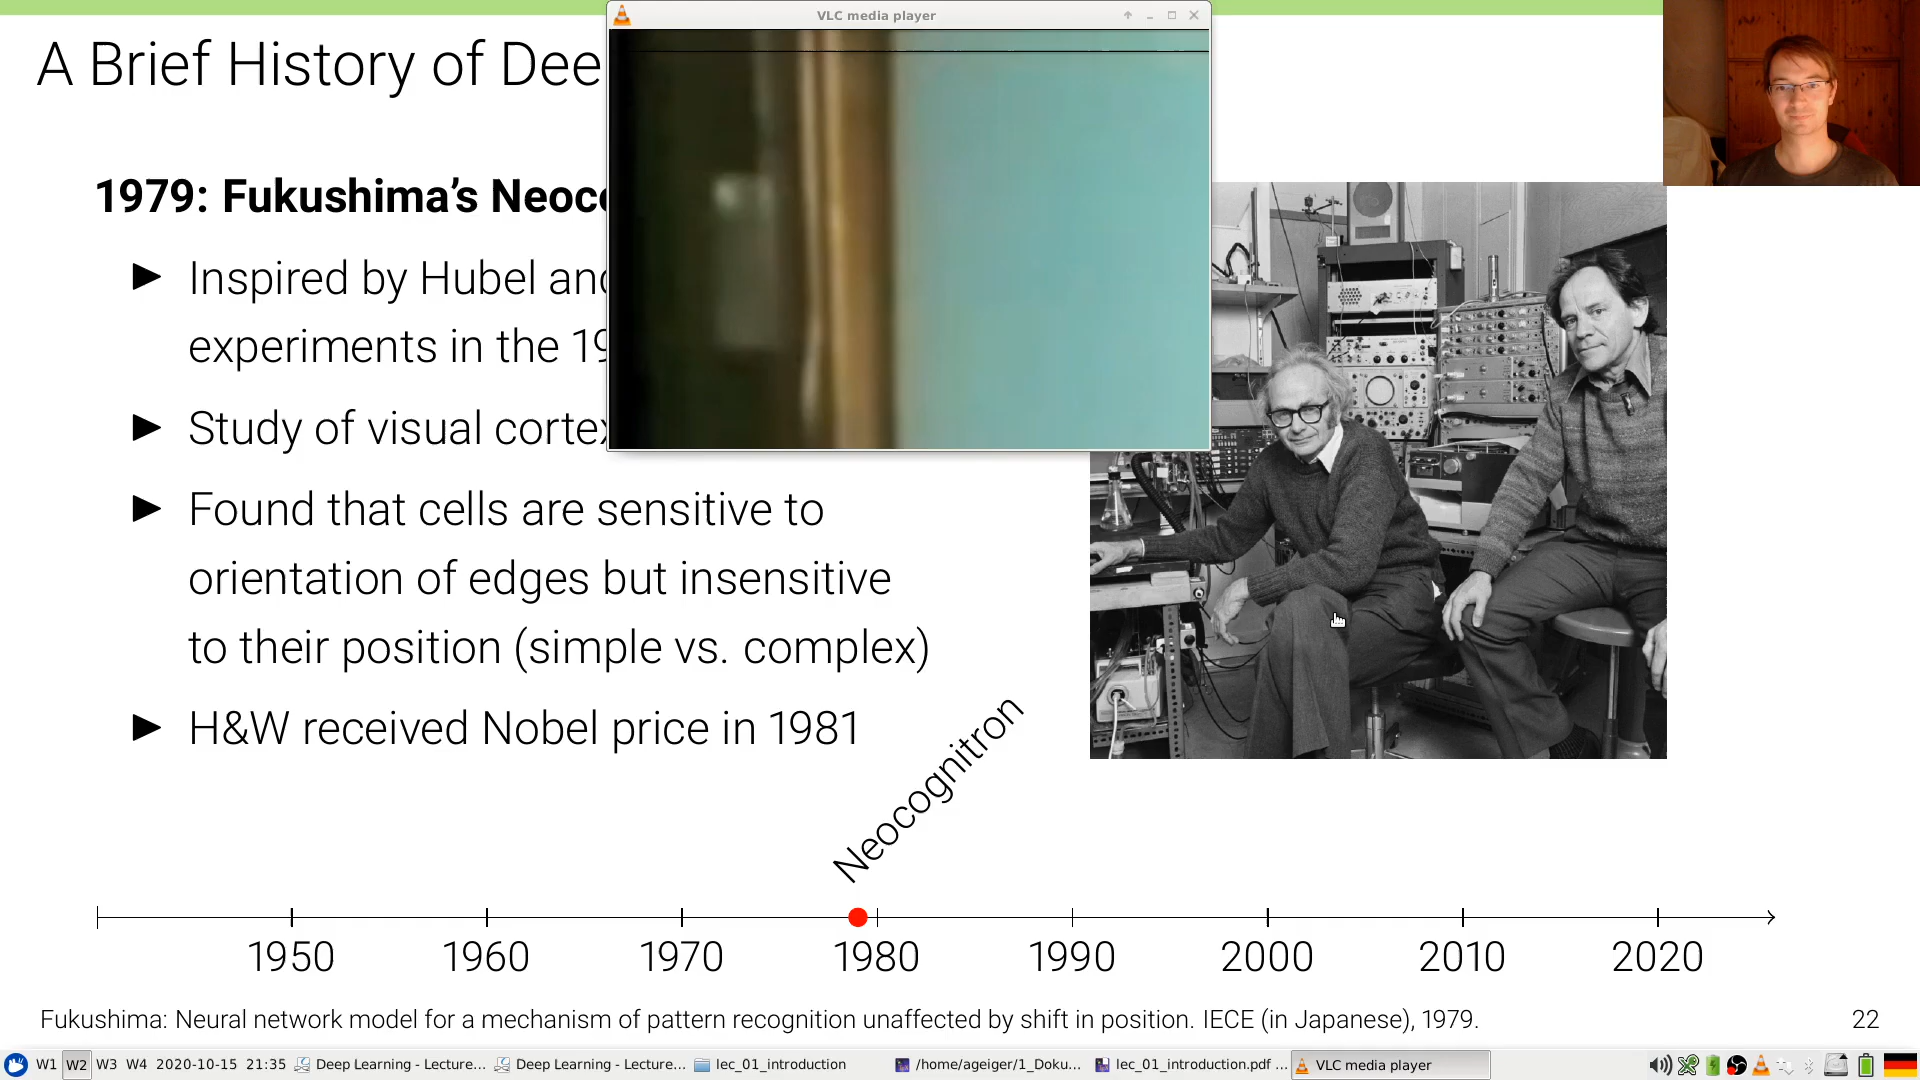 VLC media player
A Brief History of Dee
1979: Fukushima's Neoc
Inspired by Hubel and
experiments in the 19
Study of visual cortex
Found that cells are sensitive to
orientation of edges but insensitive
to their position (simple vs. complex)
H&W received Nobel price in 1981
Neocognitron
1950 1960 1970 1980 1990 2000 2010 2020
Fukushima: Neural network model for a mechanism of pattern recognition unaffected by shift in position. IECE (in Japanese), 1979.
22
W1 W2 W3 W4 2020-10-15 21:35 Deep Learning - Lecture... Deep Learning - Lecture... lec_01_introduction /home/ageiger/1_Doku... lec_01_introduction.pdf ... VLC media player